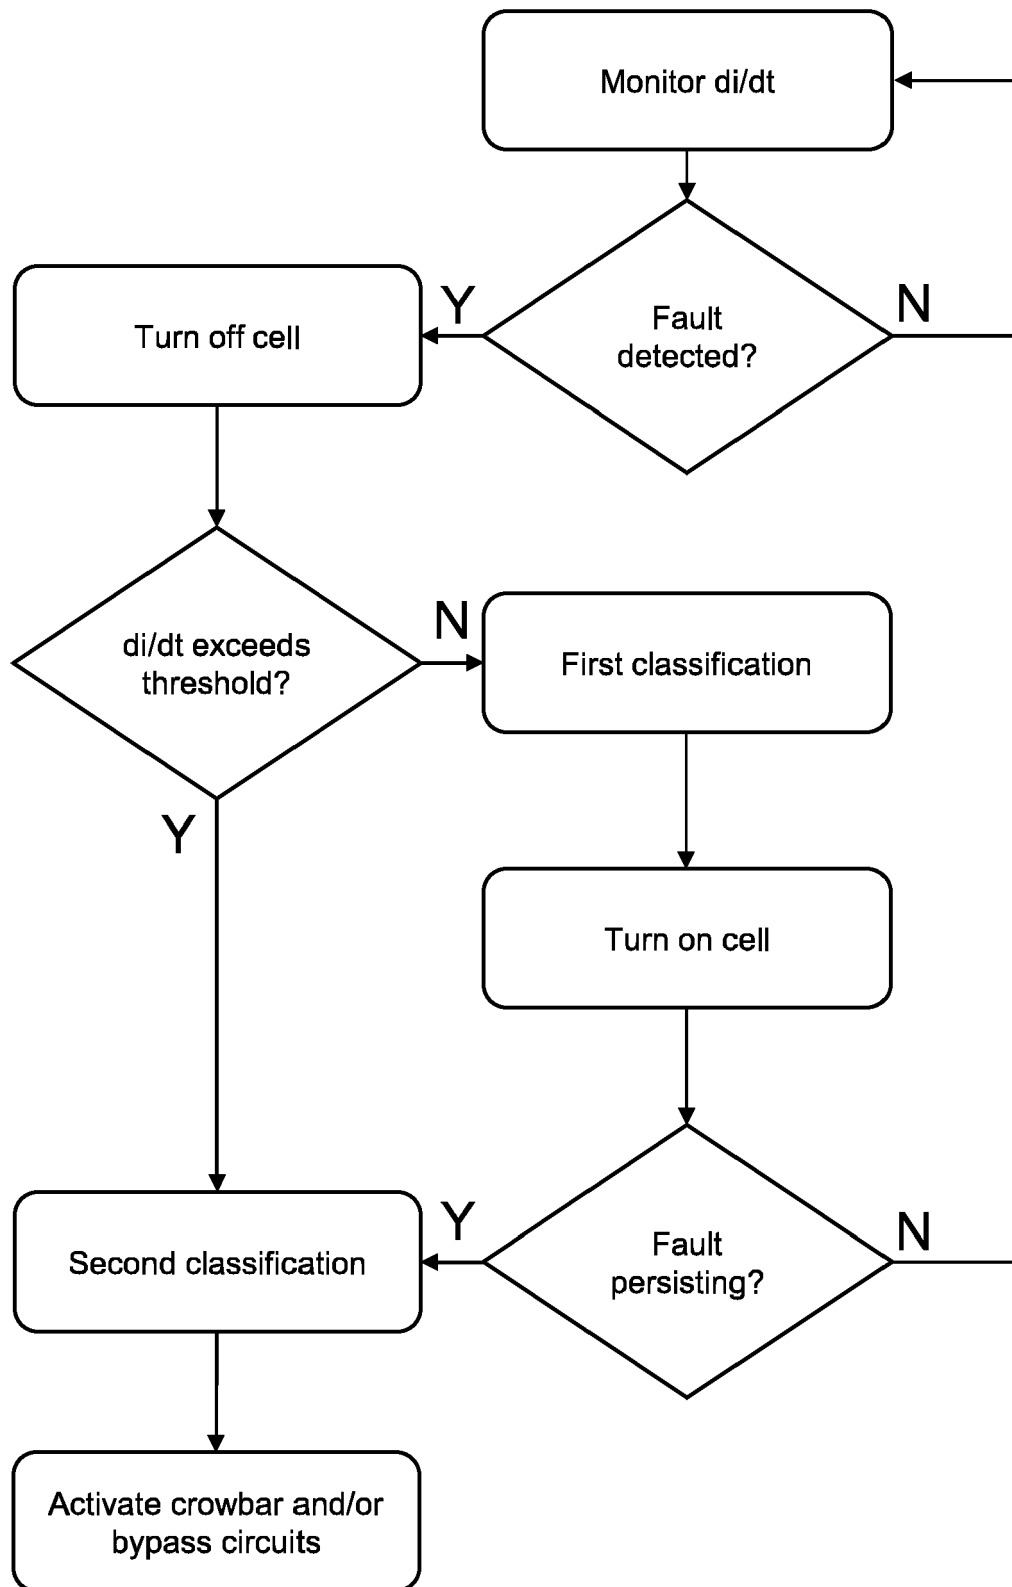 Monitor di/dt
Fault
detected?
Y
N
Turn off cell
di/dt exceeds
threshold?
N
Y
First classification
Turn on cell
Fault
persisting?
Y
N
Second classification
Activate crowbar and/or
bypass circuits